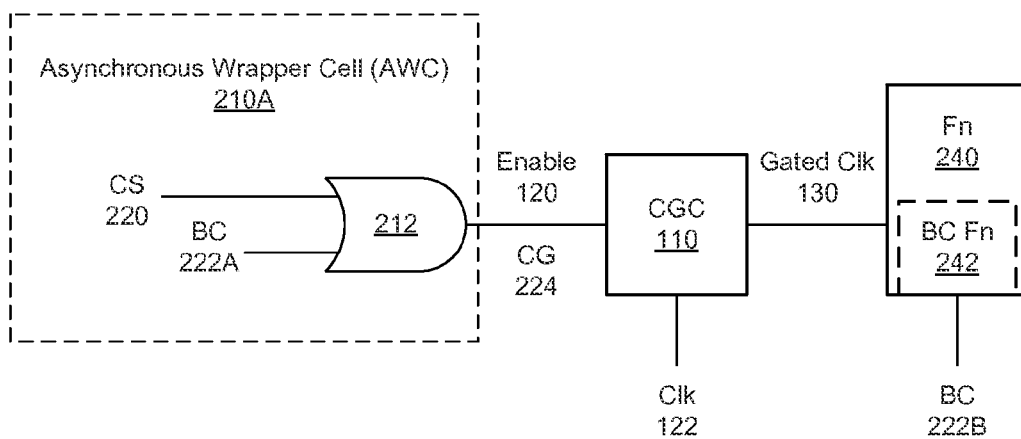 Asynchronous Wrapper Cell (AWC)
210A
CS
220
BC
222A
212
Enable
120
CG
224
CGC
110
Clk
122
Gated Clk
130
Fn
240
BC Fn
242
BC
222B